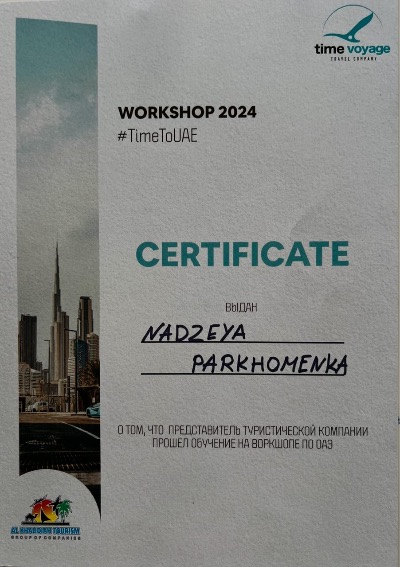 time voyage
TRAVEL COMPANY
WORKSHOP 2024
#TimeToUAE
CERTIFICATE
ВЫДАН
NADZEYA
PARKHOMENKA
О ТОМ, ЧТО ПРЕДСТАВИТЕЛЬ ТУРИСТИЧЕСКОЙ КОМПАНИИ
ПРОШЕЛ ОБУЧЕНИЕ НА ВОРКШОПЕ ПО ОАЭ
TOURISM
GROUP OF COMPANIES